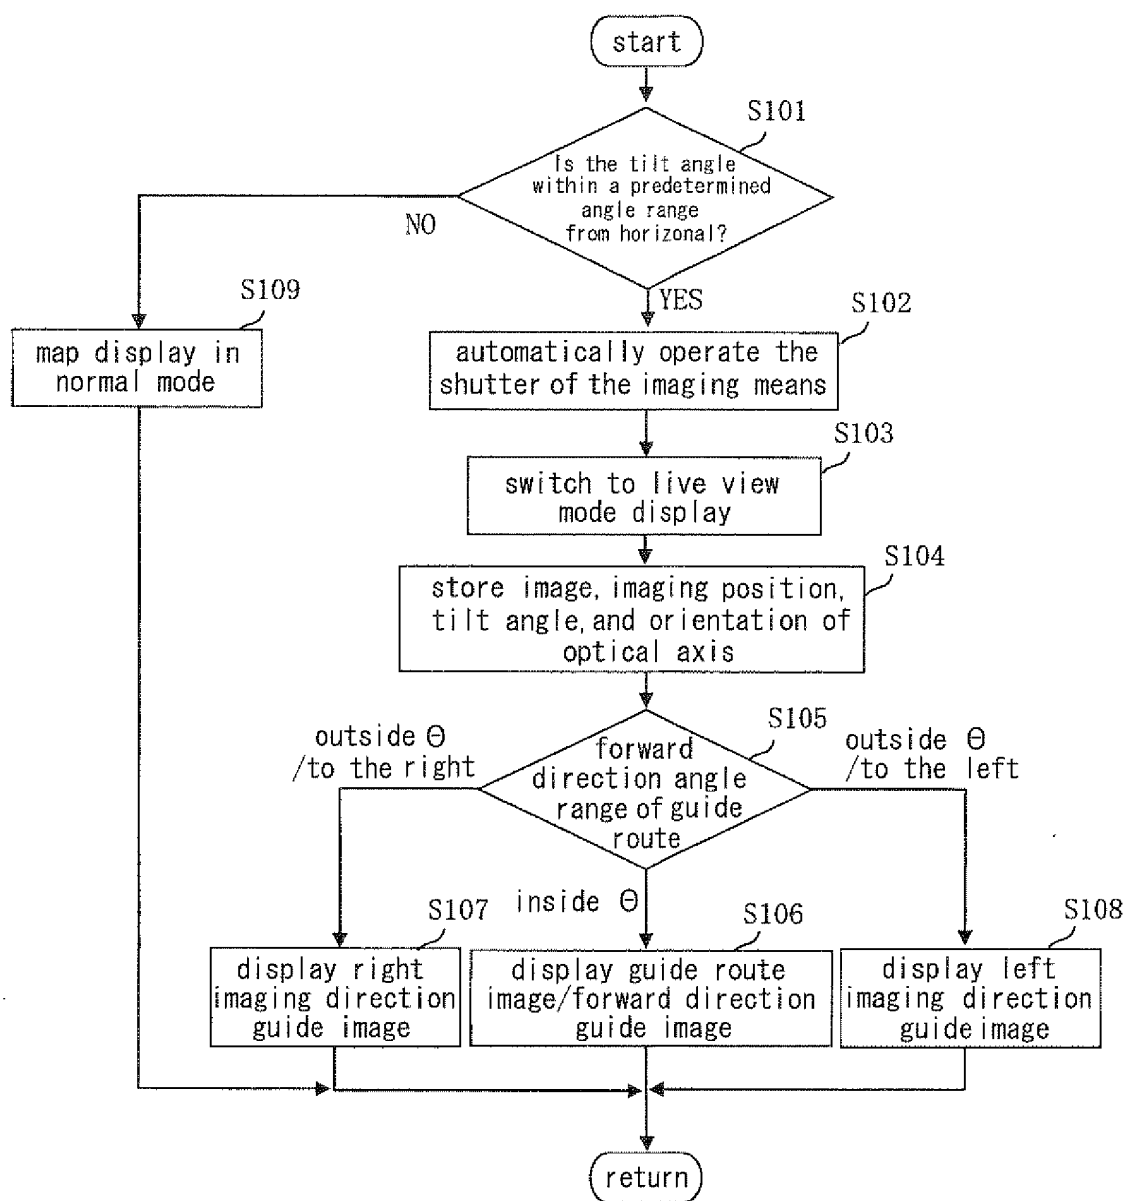 start
S101
Is the tilt angle
within a predetermined
angle range
from horizonal?
NO
YES
S109
map display in
normal mode
S102
automatically operate the
shutter of the imaging means
S103
switch to live view
mode display
S104
store image, imaging position,
tilt angle, and orientation of
optical axis
S105
forward
direction angle
range of guide
route
outside Θ
/to the right
outside Θ
/to the left
inside Θ
S107
display right
imaging direction
guide image
S106
display guide route
image/forward direction
guide image
S108
display left
imaging direction
guide image
return